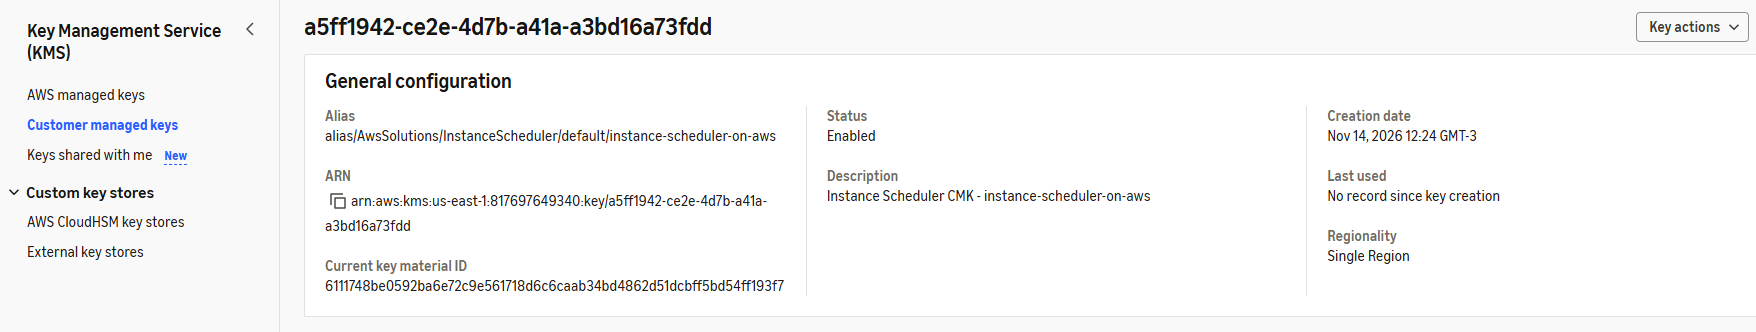 Key Management Service
(KMS)
AWS managed keys
Customer managed keys
Keys shared with me New
Custom key stores
AWS CloudHSM key stores
External key stores
a5ff1942-ce2e-4d7b-a41a-a3bd16a73fdd
Key actions
General configuration
Alias
alias/AwsSolutions/InstanceScheduler/default/instance-scheduler-on-aws
ARN
arn:aws:kms:us-east-1:817697649340:key/a5ff1942-ce2e-4d7b-a41a-
a3bd16a73fdd
Current key material ID
6111748be0592ba6e72c9e561718d6c6caab34bd4862d51dcbff5bd54ff193f7
Status
Enabled
Description
Instance Scheduler CMK - instance-scheduler-on-aws
Creation date
Nov 14, 2026 12:24 GMT-3
Last used
No record since key creation
Regionality
Single Region